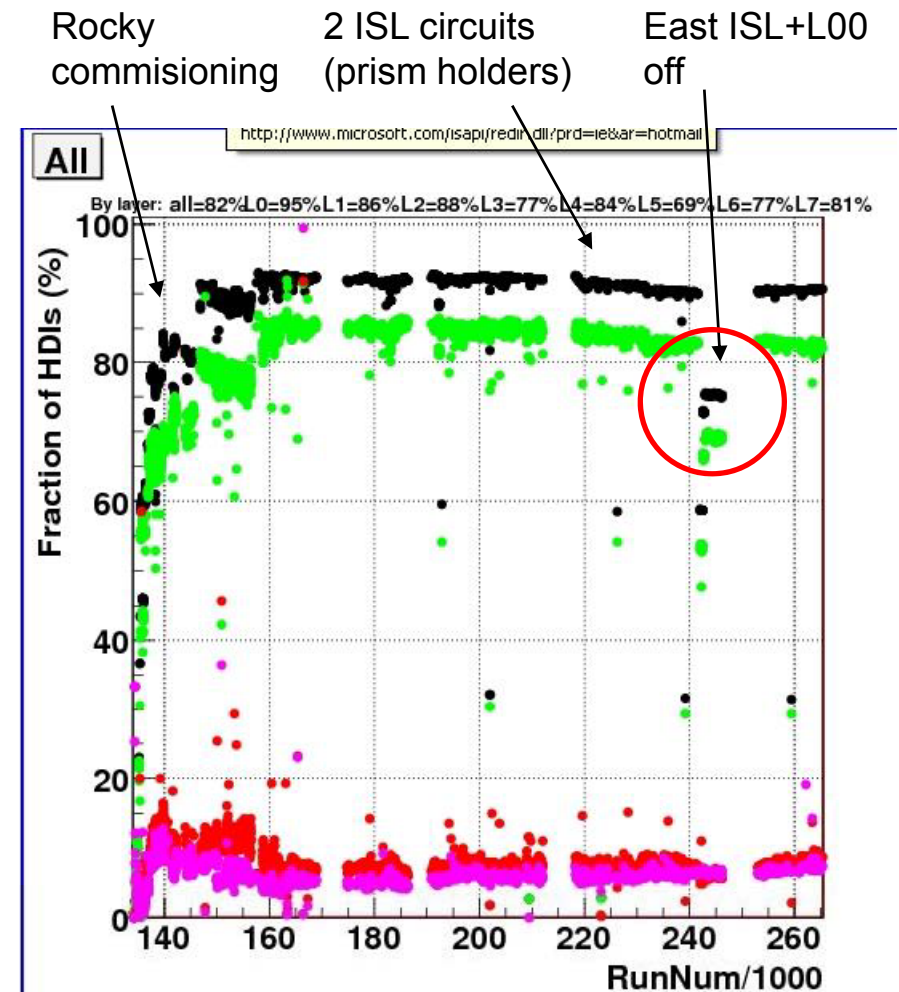 Rocky commisioning
2 ISL circuits (prism holders)
East ISL+L00 off
http://www.microsoft.com/isapi/redir.dll?prd=ie&ar=hotmail
All
By layer: all=82%L0=95%L1=86%L2=88%L3=77%L4=84%L5=69%L6=77%L7=81%
100
80
60
40
20
0
Fraction of HDIs (%)
140 160 180 200 220 240 260
RunNum/1000